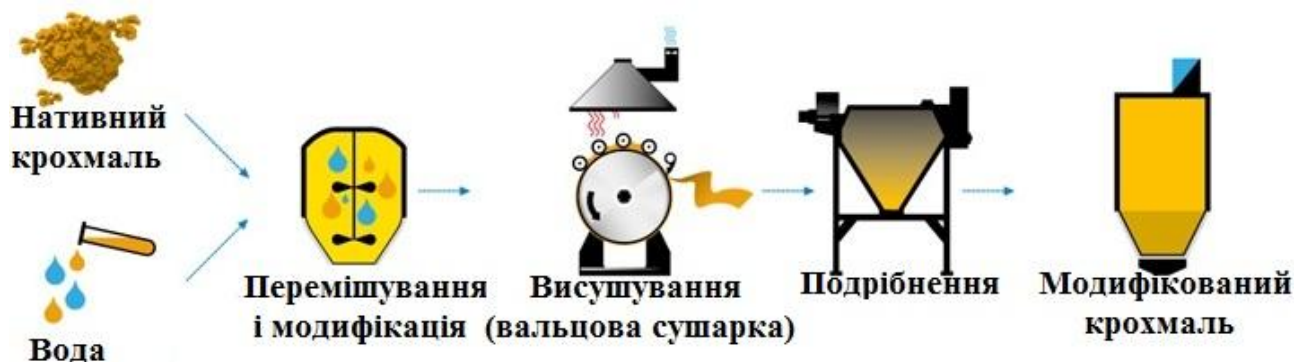 Нативний
крохмаль
Вода
Перемішування
і модифікація
Висушування
(вальцова сушарка)
Подрібнення
Модифікований
крохмаль